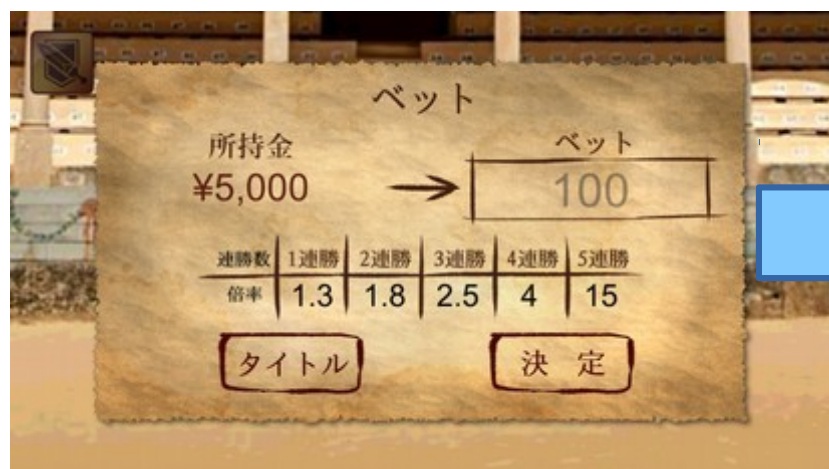 ベット
所持金 ベット
¥5,000 100
連勝数 1連勝 2連勝 3連勝 4連勝 5連勝
倍率 1.3 1.8 2.5 4 15
タイトル 決 定